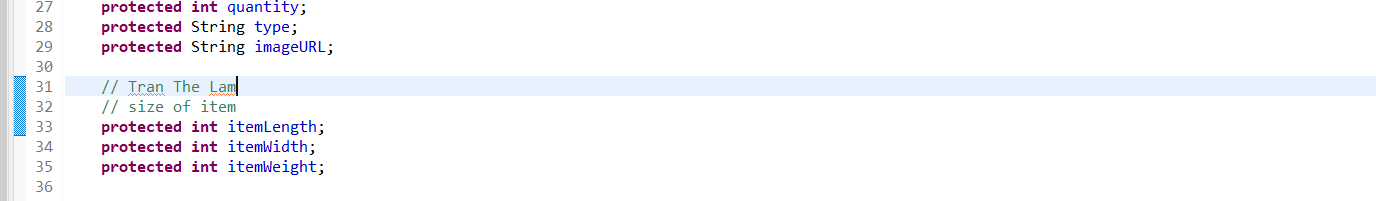 27 protected int quantity;
28 protected String type;
29 protected String imageURL;
30
31 // Tran The Lam
32 // size of item
33 protected int itemLength;
34 protected int itemWidth;
35 protected int itemWeight;
36